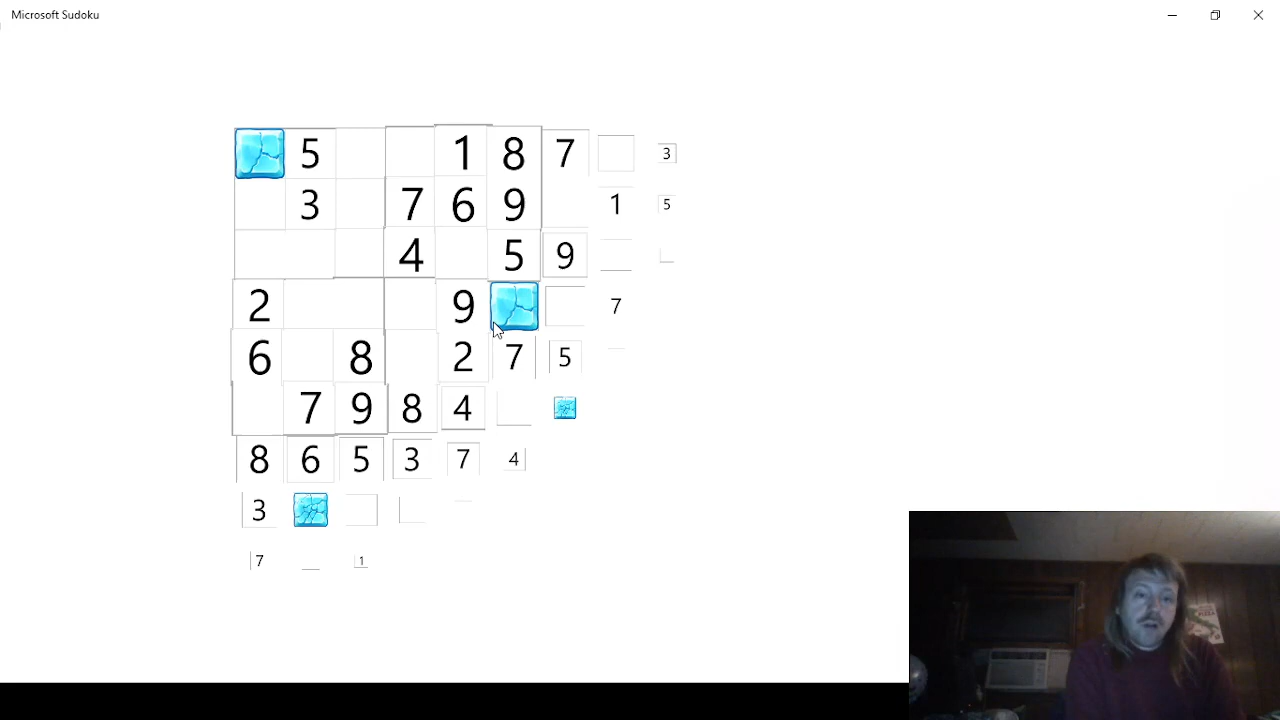 Microsoft Sudoku
5 1 8 7 3
3 7 6 9 1 5
4 5 9
2 9 7
6 8 2 7 5
7 9 8 4
8 6 5 3 7 4
3
7 1